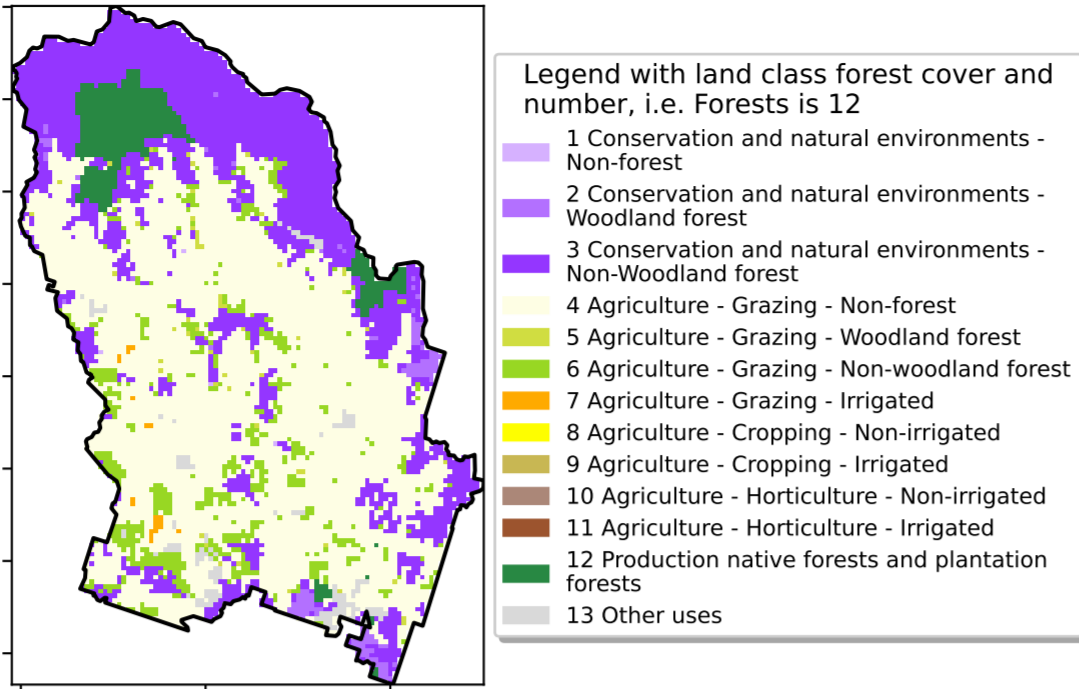 Legend with land class forest cover and
number, i.e. Forests is 12
1 Conservation and natural environments -
Non-forest
2 Conservation and natural environments -
Woodland forest
3 Conservation and natural environments -
Non-Woodland forest
4 Agriculture - Grazing - Non-forest
5 Agriculture - Grazing - Woodland forest
6 Agriculture - Grazing - Non-woodland forest
7 Agriculture - Grazing - Irrigated
8 Agriculture - Cropping - Non-irrigated
9 Agriculture - Cropping - Irrigated
10 Agriculture - Horticulture - Non-irrigated
11 Agriculture - Horticulture - Irrigated
12 Production native forests and plantation
forests
13 Other uses